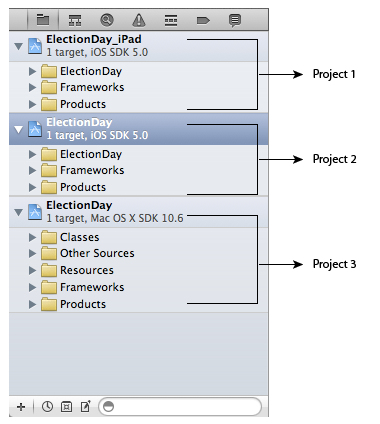 ElectionDay_iPad
1 target, iOS SDK 5.0
Project 1
ElectionDay
Frameworks
Products
ElectionDay
1 target, iOS SDK 5.0
ElectionDay
Project 2
Frameworks
Products
ElectionDay
1 target, Mac OS X SDK 10.6
Classes
Other Sources
Project 3
Resources
Frameworks
Products